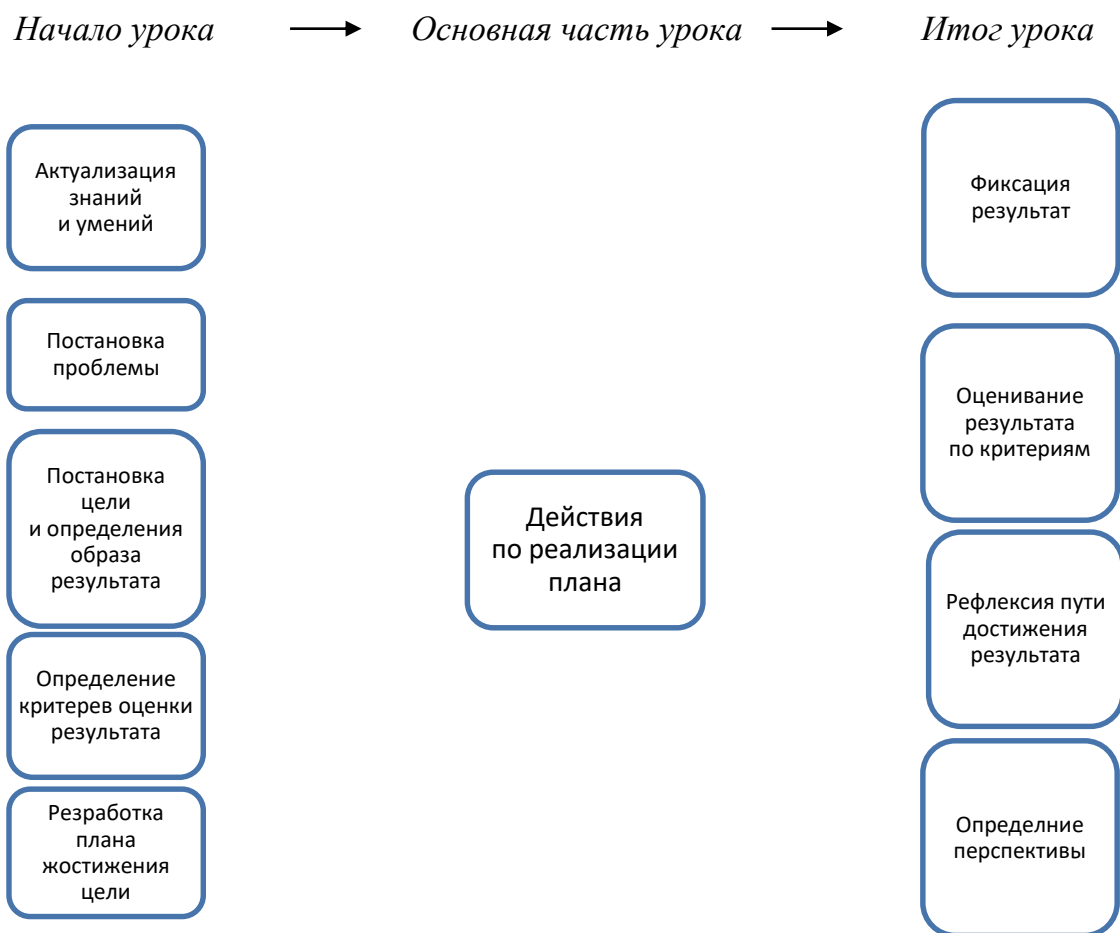 Начало урока → Основная часть урока → Итог урока
Актуализация
знаний
и умений
Постановка
проблемы
Постановка
цели
и определения
образа
результата
Определение
критерев оценки
результата
Резработка
плана
жостижения
цели
Действия
по реализации
плана
Фиксация
результат
Оценивание
результата
по критериям
Рефлексия пути
достижения
результата
Определние
перспективы